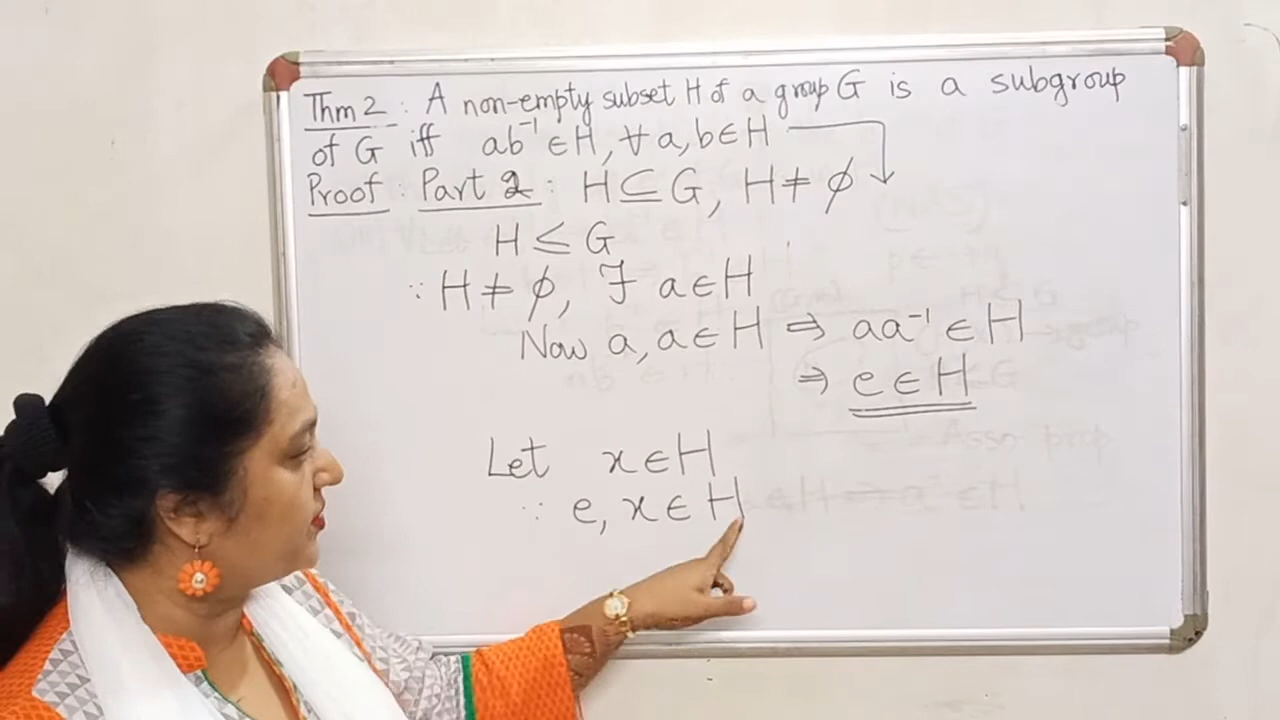 Thm 2 : A non-empty subset H of a group G is a subgroup
of G iff ab⁻¹ ∈ H, ∀ a, b ∈ H
Proof : Part 2 : H ⊆ G, H ≠ ϕ
H ≤ G
∵ H ≠ ϕ, ∃ a ∈ H
Now a, a ∈ H ⇒ aa⁻¹ ∈ H
⇒ e ∈ H
Let x ∈ H
∵ e, x ∈ H